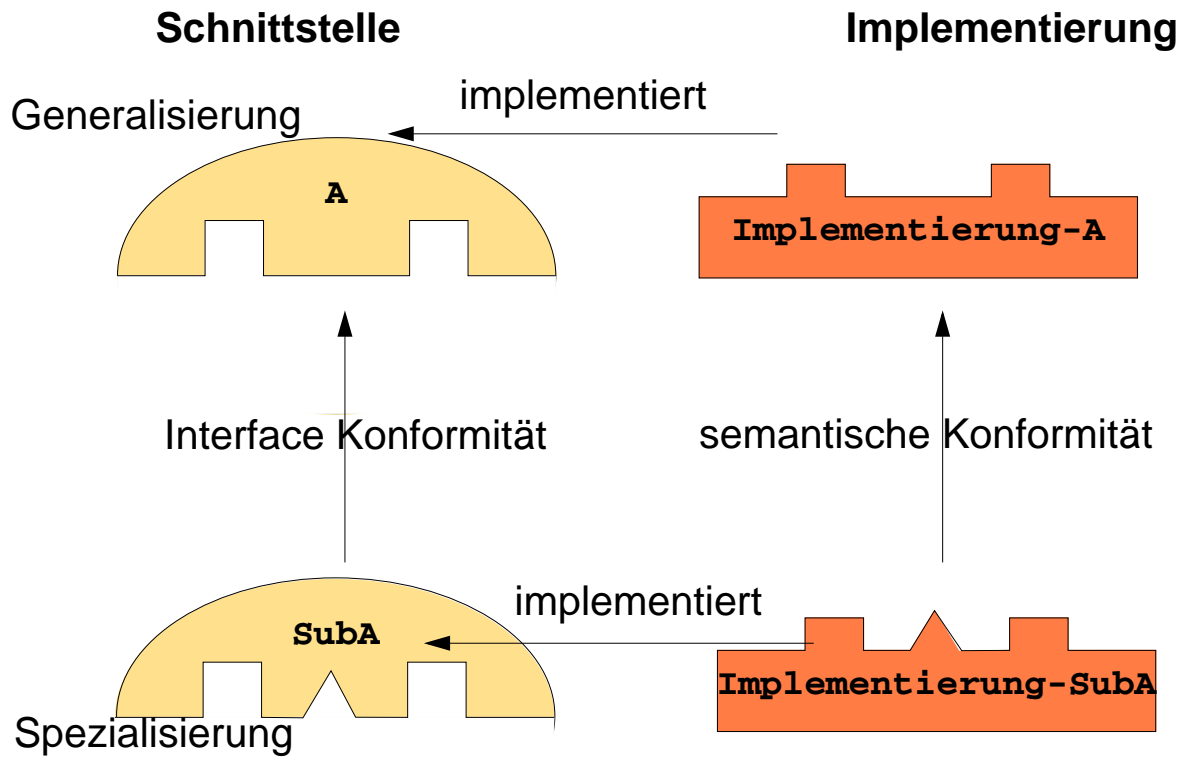 Schnittstelle
Implementierung
Generalisierung
implementiert
A
Implementierung-A
Interface Konformität
semantische Konformität
implementiert
SubA
Implementierung-SubA
Spezialisierung